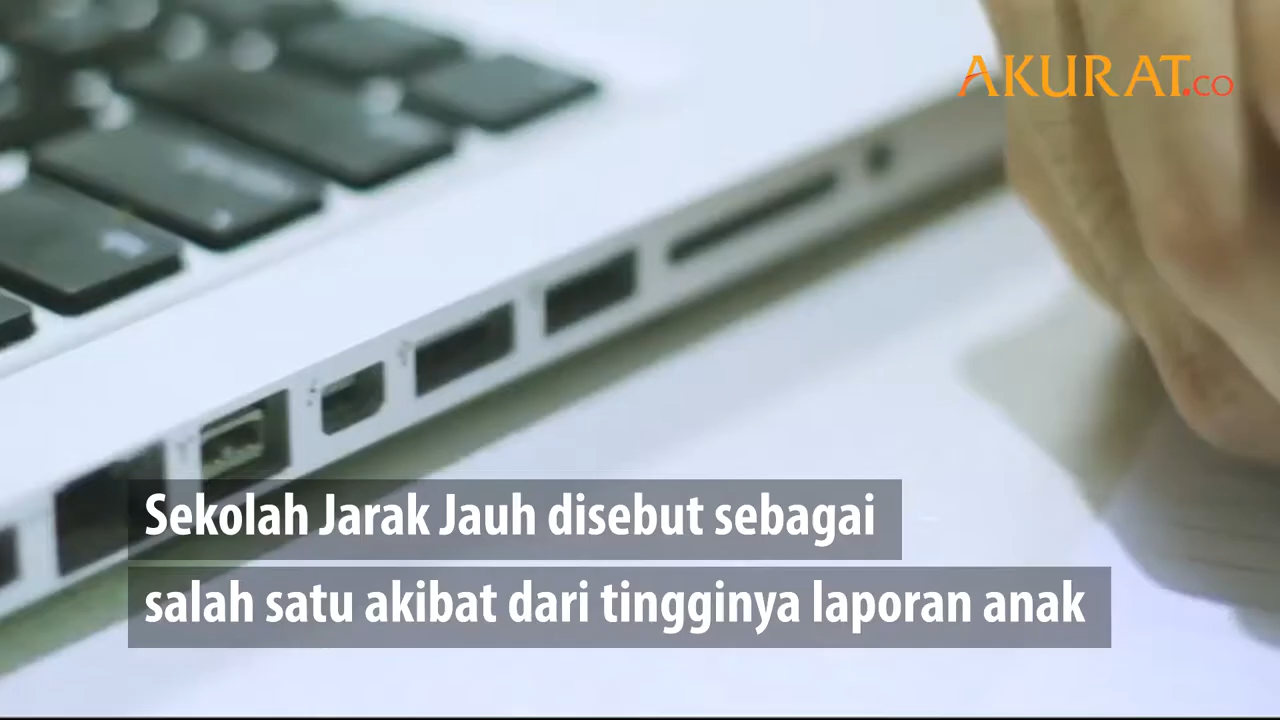 AKURAT.CO
Sekolah Jarak Jauh disebut sebagai
salah satu akibat dari tingginya laporan anak